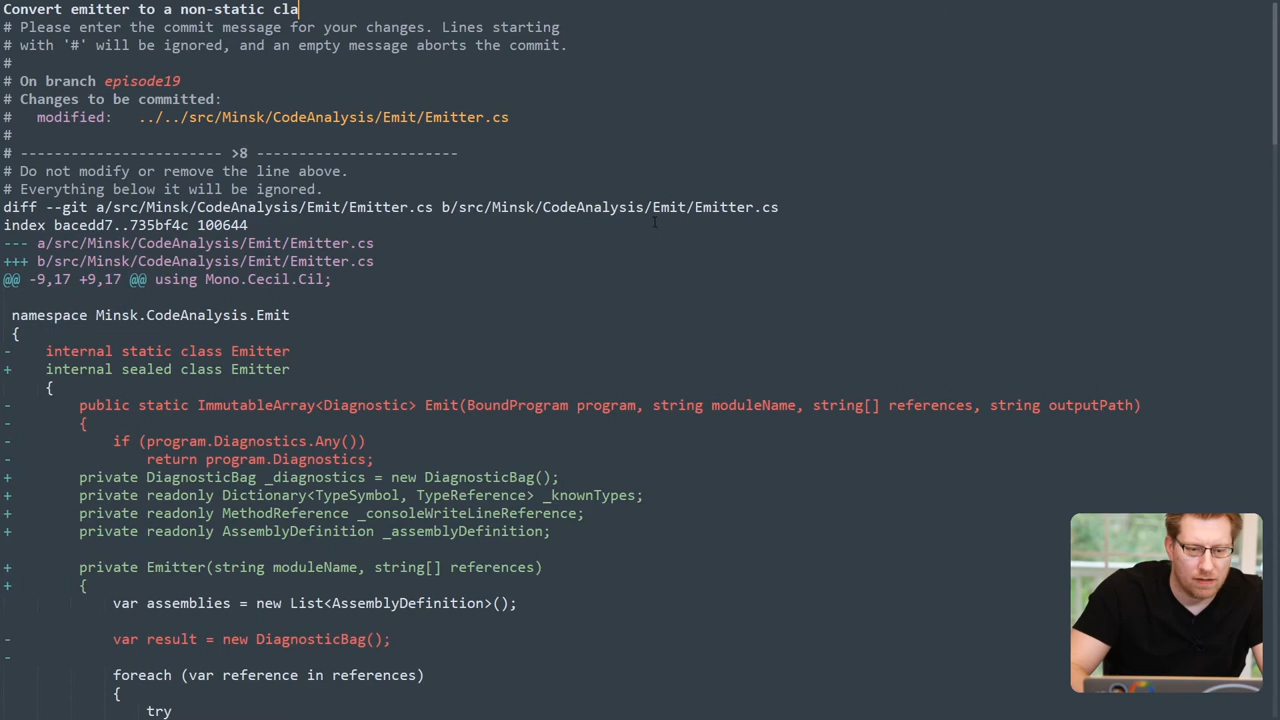 Convert emitter to a non-static cla
# Please enter the commit message for your changes. Lines starting
# with '#' will be ignored, and an empty message aborts the commit.
#
# On branch episode19
# Changes to be committed:
#   modified:   ../../src/Minsk/CodeAnalysis/Emit/Emitter.cs
#
# ------------------------ >8 ------------------------
# Do not modify or remove the line above.
# Everything below it will be ignored.
diff --git a/src/Minsk/CodeAnalysis/Emit/Emitter.cs b/src/Minsk/CodeAnalysis/Emit/Emitter.cs
index bacedd7..735bf4c 100644
--- a/src/Minsk/CodeAnalysis/Emit/Emitter.cs
+++ b/src/Minsk/CodeAnalysis/Emit/Emitter.cs
@@ -9,17 +9,17 @@ using Mono.Cecil.Cil;
 namespace Minsk.CodeAnalysis.Emit
 {
-    internal static class Emitter
+    internal sealed class Emitter
     {
-        public static ImmutableArray<Diagnostic> Emit(BoundProgram program, string moduleName, string[] references, string outputPath)
-        {
-            if (program.Diagnostics.Any())
-                return program.Diagnostics;
+        private DiagnosticBag _diagnostics = new DiagnosticBag();
+        private readonly Dictionary<TypeSymbol, TypeReference> _knownTypes;
+        private readonly MethodReference _consoleWriteLineReference;
+        private readonly AssemblyDefinition _assemblyDefinition;
+        private Emitter(string moduleName, string[] references)
+        {
             var assemblies = new List<AssemblyDefinition>();
-            var result = new DiagnosticBag();
-
             foreach (var reference in references)
             {
                 try